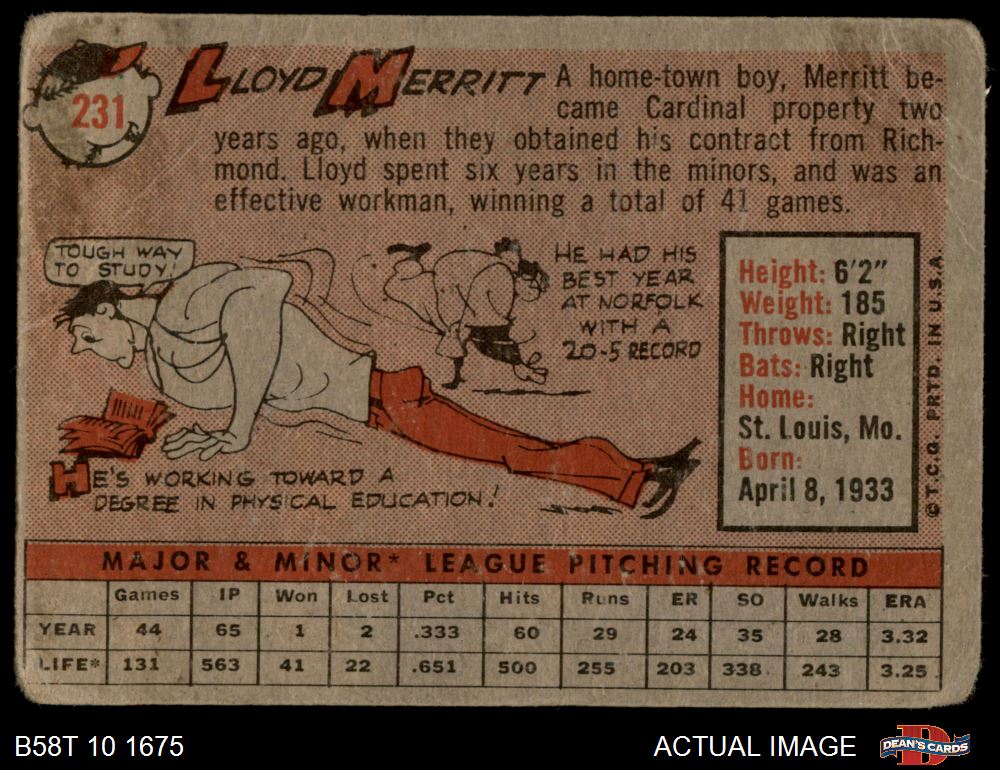 231
LLOYD MERRITT
A home-town boy, Merritt be-
came Cardinal property two
years ago, when they obtained his contract from Rich-
mond. Lloyd spent six years in the minors, and was an
effective workman, winning a total of 41 games.
TOUGH WAY
TO STUDY!
HE HAD HIS
BEST YEAR
AT NORFOLK
WITH A
20-5 RECORD
HE'S WORKING TOWARD A
DEGREE IN PHYSICAL EDUCATION!
Height: 6'2"
Weight: 185
Throws: Right
Bats: Right
Home:
St. Louis, Mo.
Born:
April 8, 1933
©T.C.G. PRTD. IN U.S.A.
MAJOR & MINOR* LEAGUE PITCHING RECORD
Games IP Won Lost Pct Hits Runs ER SO Walks ERA
YEAR 44 65 1 2 .333 60 29 24 35 28 3.32
LIFE* 131 563 41 22 .651 500 255 203 338 243 3.25
B58T 10 1675
ACTUAL IMAGE
DEAN'S CARDS